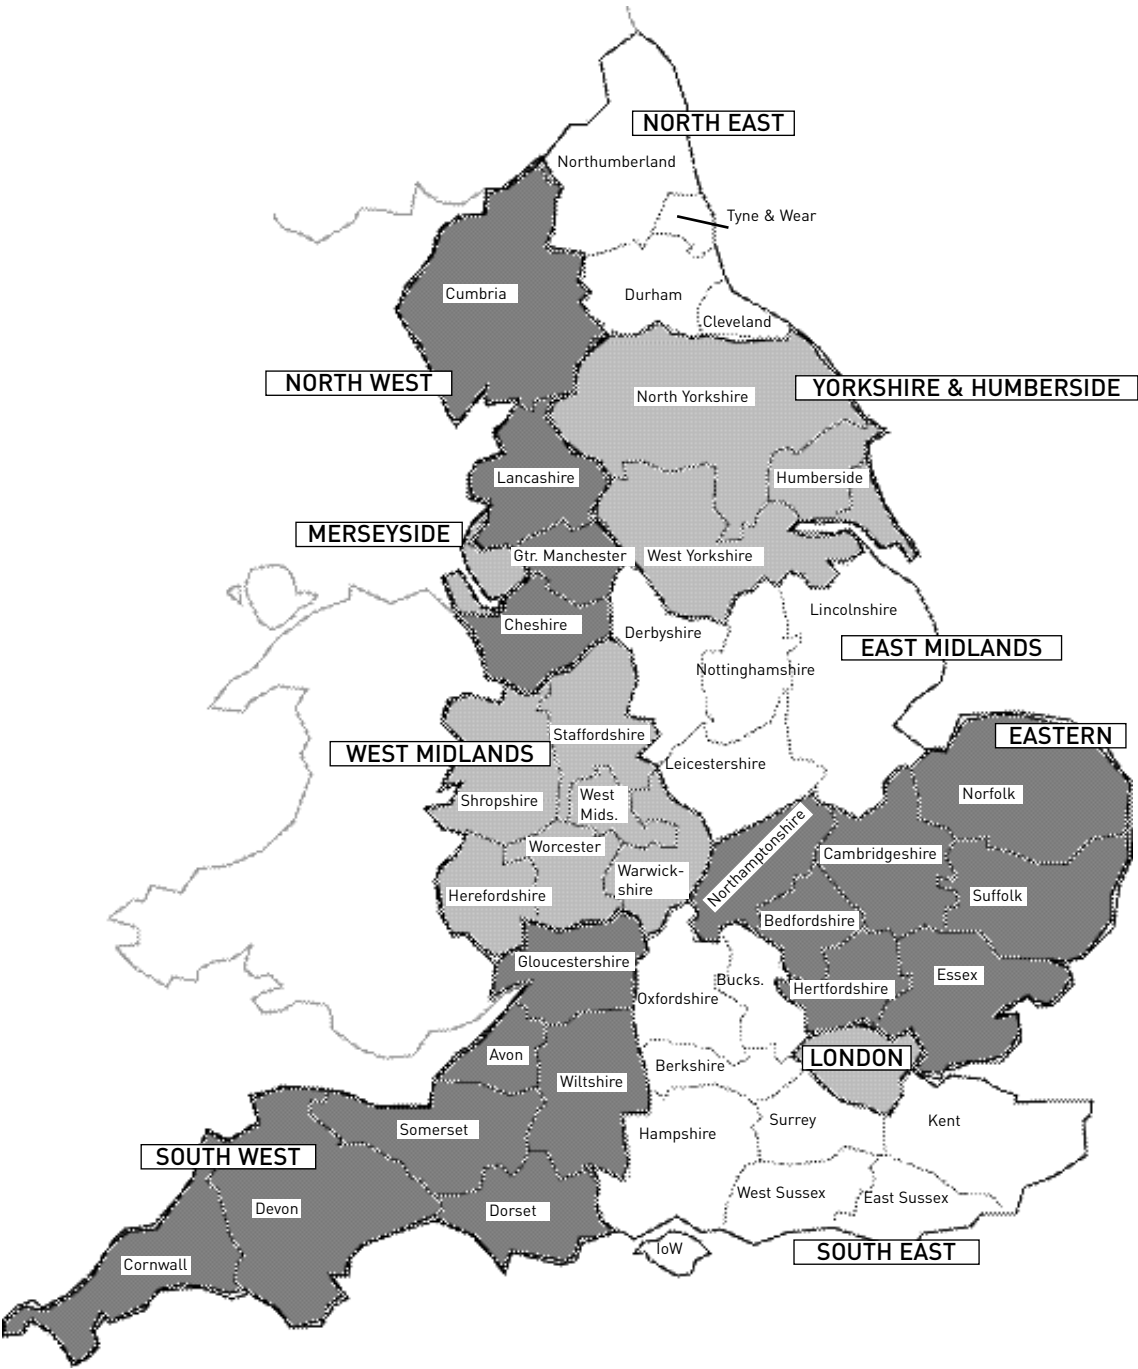 NORTH EAST
Northumberland
Tyne & Wear
Cumbria
Durham
Cleveland
NORTH WEST
YORKSHIRE & HUMBERSIDE
North Yorkshire
Lancashire
Humberside
MERSEYSIDE
Gtr. Manchester
West Yorkshire
Lincolnshire
Cheshire
Derbyshire
EAST MIDLANDS
Nottinghamshire
Staffordshire
EASTERN
WEST MIDLANDS
Leicestershire
Norfolk
Shropshire
West
Mids.
Northamptonshire
Worcester
Cambridgeshire
Warwick-
shire
Herefordshire
Suffolk
Bedfordshire
Gloucestershire
Essex
Bucks.
Hertfordshire
Oxfordshire
Avon
LONDON
Berkshire
Wiltshire
Surrey
Kent
Somerset
Hampshire
SOUTH WEST
West Sussex
East Sussex
Devon
Dorset
IoW
SOUTH EAST
Cornwall